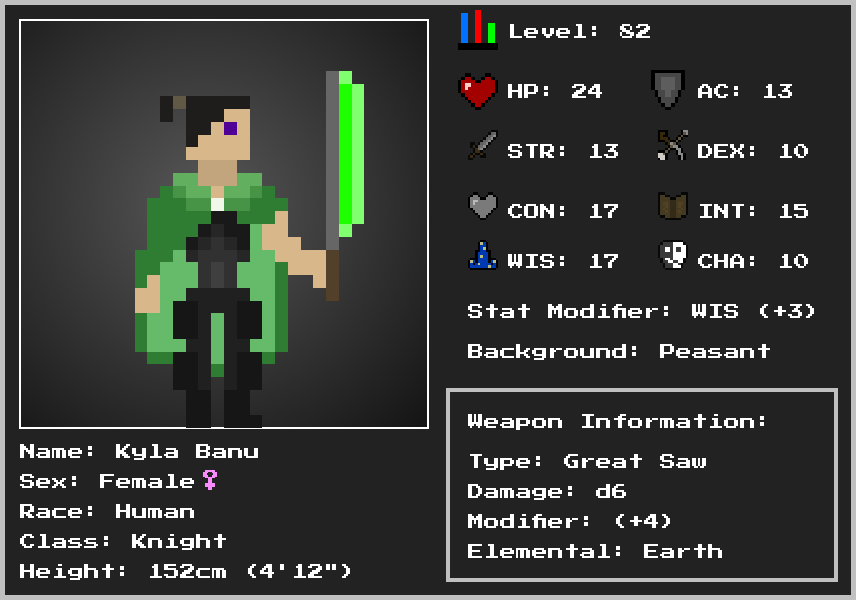 Level: 82
HP: 24 AC: 13
STR: 13 DEX: 10
CON: 17 INT: 15
WIS: 17 CHA: 10
Stat Modifier: WIS (+3)
Background: Peasant
Weapon Information:
Type: Great Saw
Damage: d6
Modifier: (+4)
Elemental: Earth
Name: Kyla Banu
Sex: Female♀
Race: Human
Class: Knight
Height: 152cm (4'12")